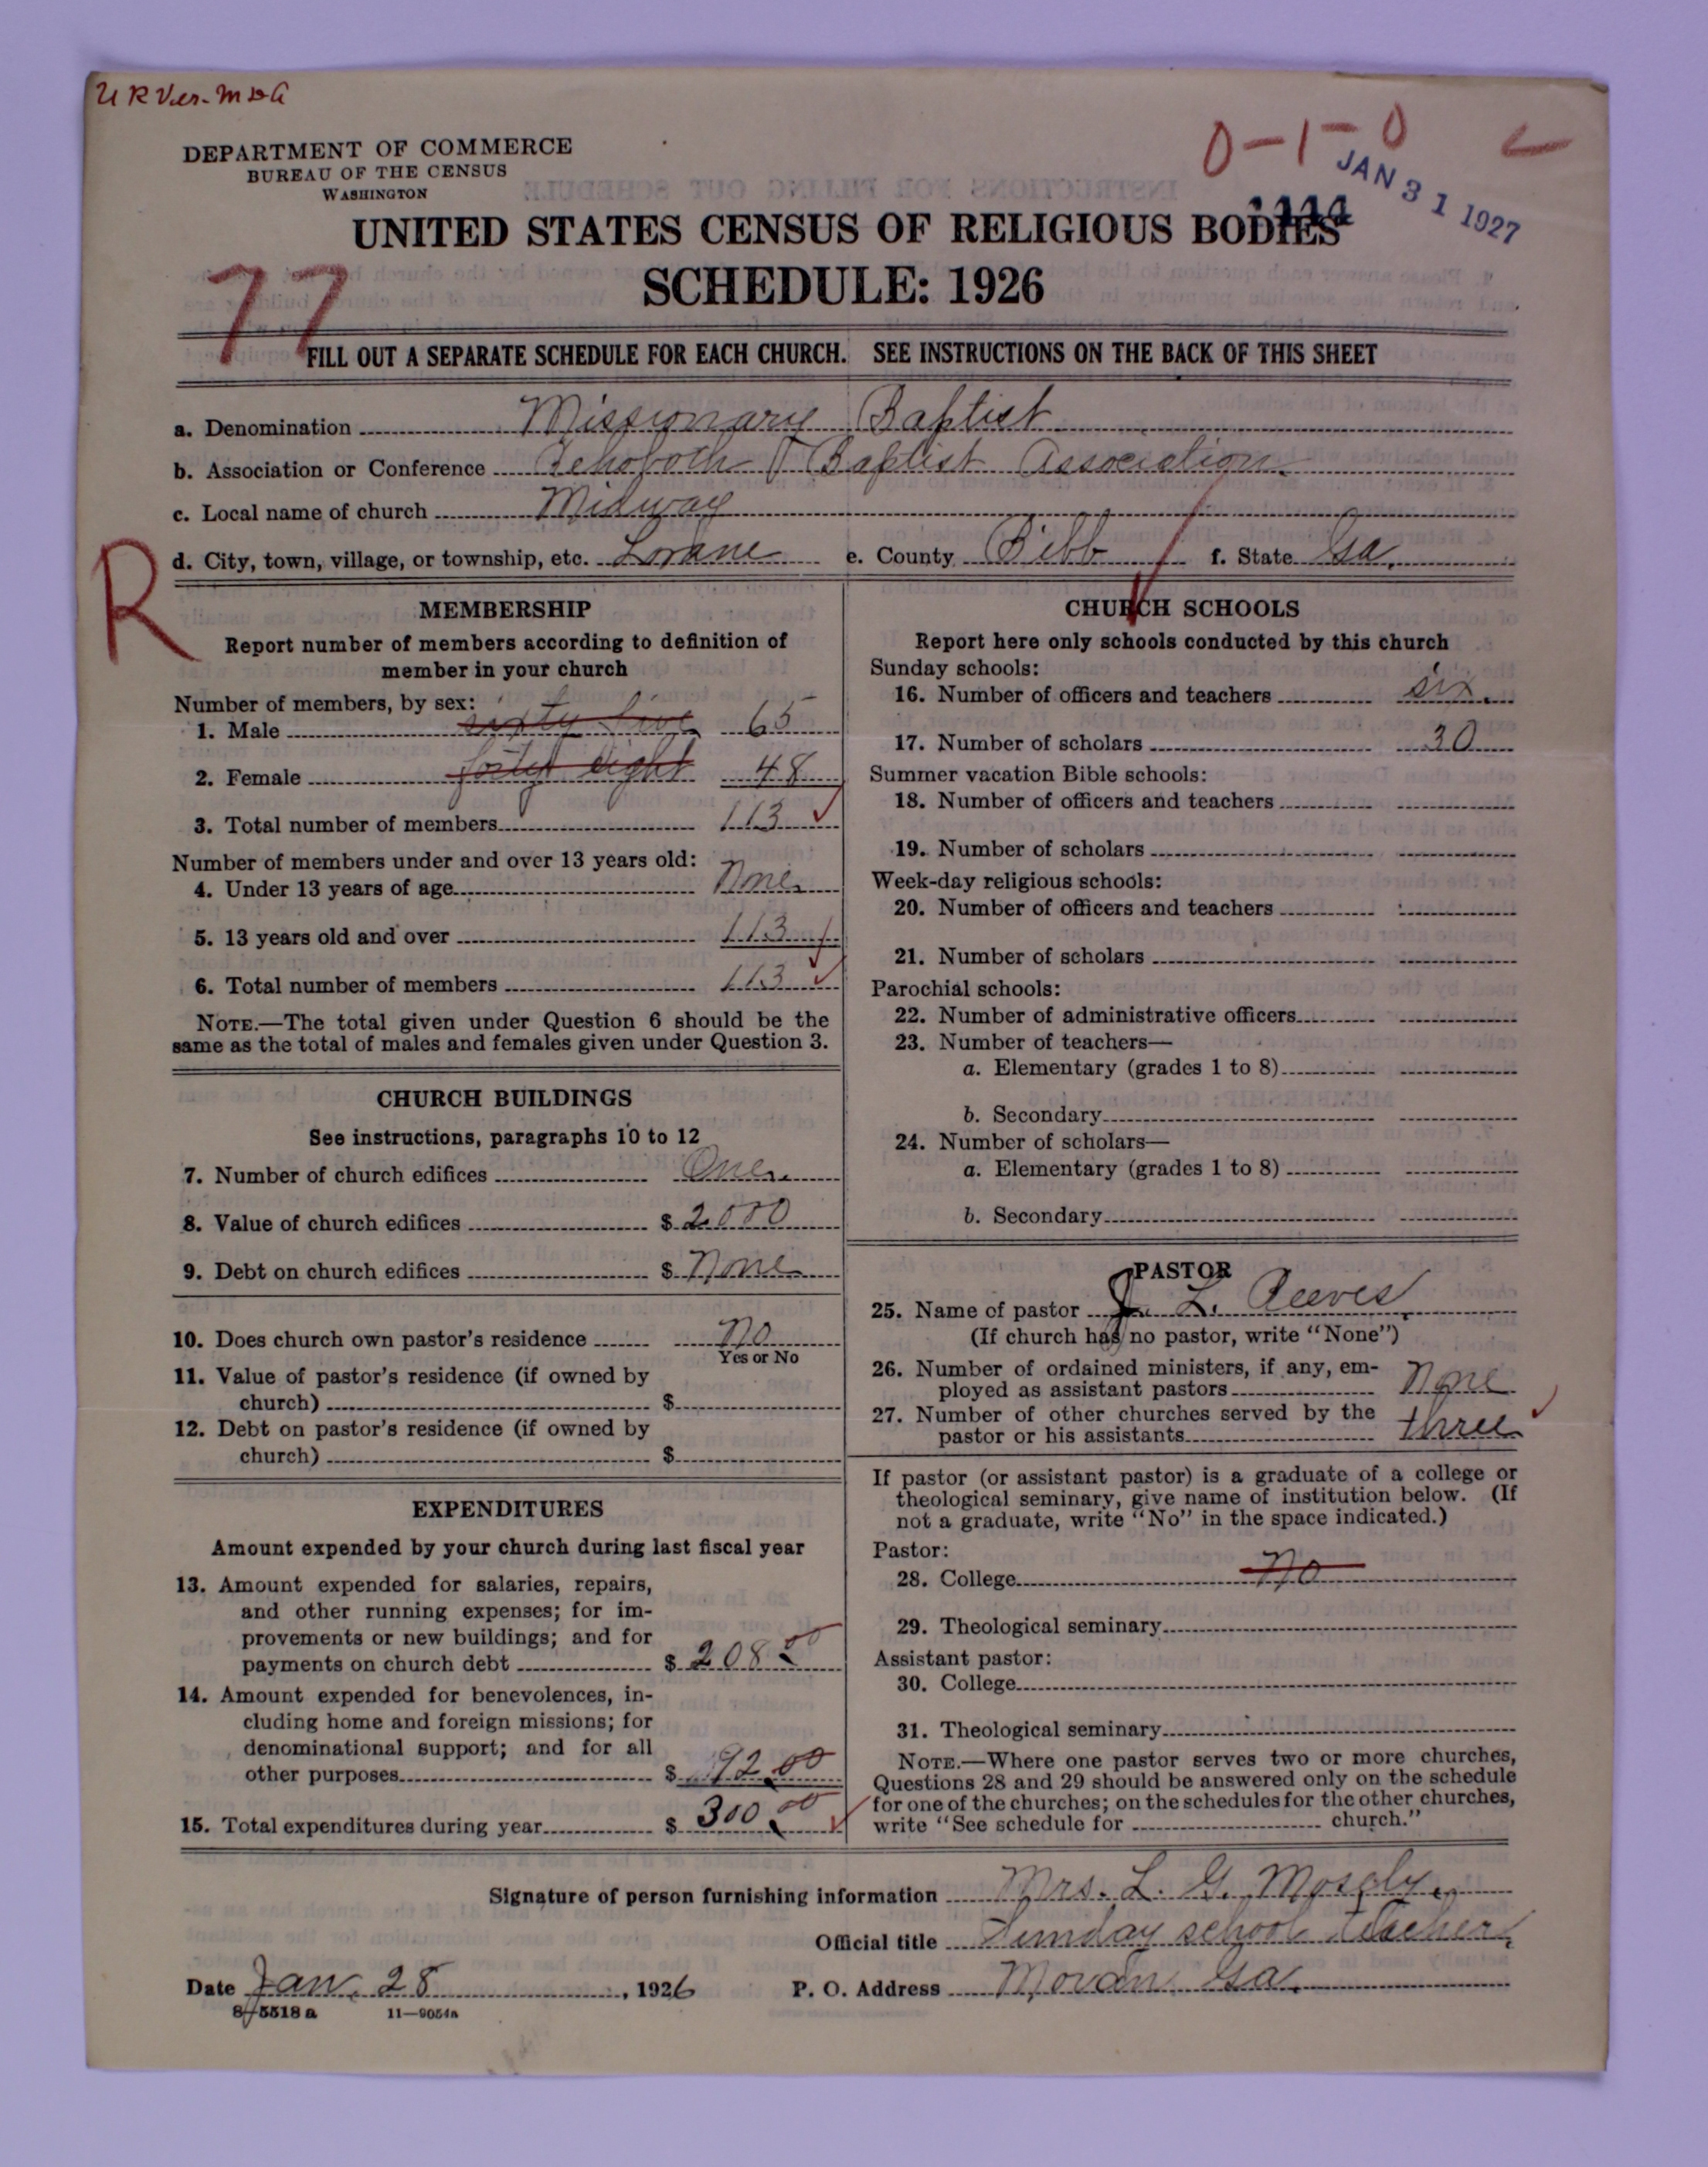 U R Ver. M D G
DEPARTMENT OF COMMERCE
BUREAU OF THE CENSUS
WASHINGTON
0-1-0
JAN 31 1927
UNITED STATES CENSUS OF RELIGIOUS BODIES
SCHEDULE: 1926
77
FILL OUT A SEPARATE SCHEDULE FOR EACH CHURCH. SEE INSTRUCTIONS ON THE BACK OF THIS SHEET
a. Denomination Missionary Baptist
b. Association or Conference Rehoboth Baptist Association
c. Local name of church Midway
d. City, town, village, or township, etc. Lorane e. County Bibb f. State Ga.
R
MEMBERSHIP
Report number of members according to definition of
member in your church
Number of members, by sex:
1. Male sixty five 65
2. Female forty eight 48
3. Total number of members 113
Number of members under and over 13 years old:
4. Under 13 years of age None
5. 13 years old and over 113
6. Total number of members 113
NOTE.—The total given under Question 6 should be the
same as the total of males and females given under Question 3.
CHURCH BUILDINGS
See instructions, paragraphs 10 to 12
7. Number of church edifices One
8. Value of church edifices $ 2000
9. Debt on church edifices $ None
10. Does church own pastor's residence No
Yes or No
11. Value of pastor's residence (if owned by
church) $
12. Debt on pastor's residence (if owned by
church) $
EXPENDITURES
Amount expended by your church during last fiscal year
13. Amount expended for salaries, repairs,
and other running expenses; for im-
provements or new buildings; and for
payments on church debt $ 208.00
14. Amount expended for benevolences, in-
cluding home and foreign missions; for
denominational support; and for all
other purposes $ 92.00
15. Total expenditures during year $ 300.00
CHURCH SCHOOLS
Report here only schools conducted by this church
Sunday schools:
16. Number of officers and teachers six.
17. Number of scholars 30
Summer vacation Bible schools:
18. Number of officers and teachers
19. Number of scholars
Week-day religious schools:
20. Number of officers and teachers
21. Number of scholars
Parochial schools:
22. Number of administrative officers
23. Number of teachers—
a. Elementary (grades 1 to 8)
b. Secondary
24. Number of scholars—
a. Elementary (grades 1 to 8)
b. Secondary
PASTOR
25. Name of pastor J. L. Reeves
(If church has no pastor, write "None")
26. Number of ordained ministers, if any, em-
ployed as assistant pastors None
27. Number of other churches served by the
pastor or his assistants three
If pastor (or assistant pastor) is a graduate of a college or
theological seminary, give name of institution below. (If
not a graduate, write "No" in the space indicated.)
Pastor:
28. College No
29. Theological seminary
Assistant pastor:
30. College
31. Theological seminary
NOTE.—Where one pastor serves two or more churches,
Questions 28 and 29 should be answered only on the schedule
for one of the churches; on the schedules for the other churches,
write "See schedule for church."
Signature of person furnishing information Mrs. L. G. Mosely.
Official title Sunday school teacher
Date Jan. 28, 1926 P. O. Address Ga.
8-5518 a 11—9054a